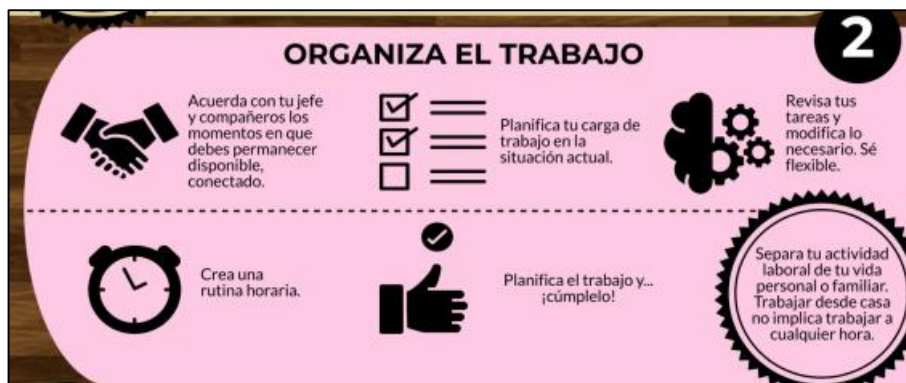 ORGANIZA EL TRABAJO
2
Acuerda con tu jefe
y compañeros los
momentos en que
debes permanecer
disponible,
conectado.
Planifica tu carga de
trabajo en la
situación actual.
Revisa tus
tareas y
modifica lo
necesario. Sé
flexible.
Crea una
rutina horaria.
Planifica el trabajo y...
¡cúmplelo!
Separa tu actividad
laboral de tu vida
personal o familiar.
Trabajar desde casa
no implica trabajar a
cualquier hora.